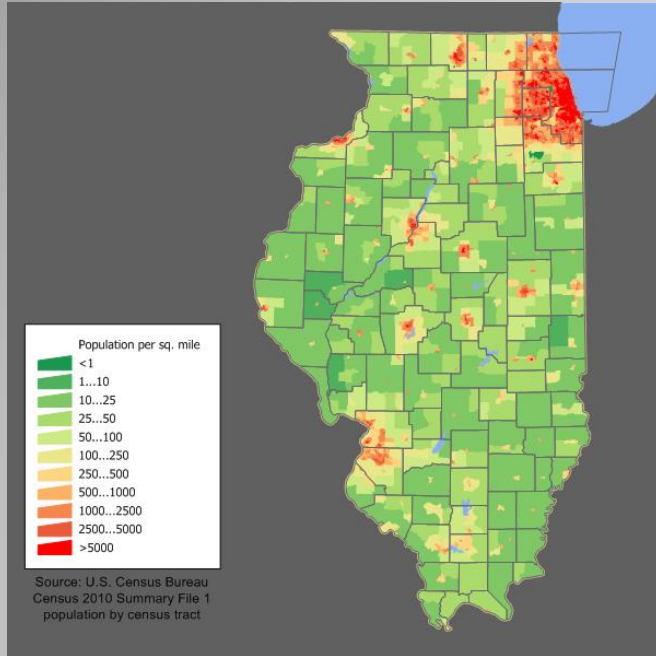 Population per sq. mile
<1
1...10
10...25
25...50
50...100
100...250
250...500
500...1000
1000...2500
2500...5000
>5000
Source: U.S. Census Bureau
Census 2010 Summary File 1
population by census tract